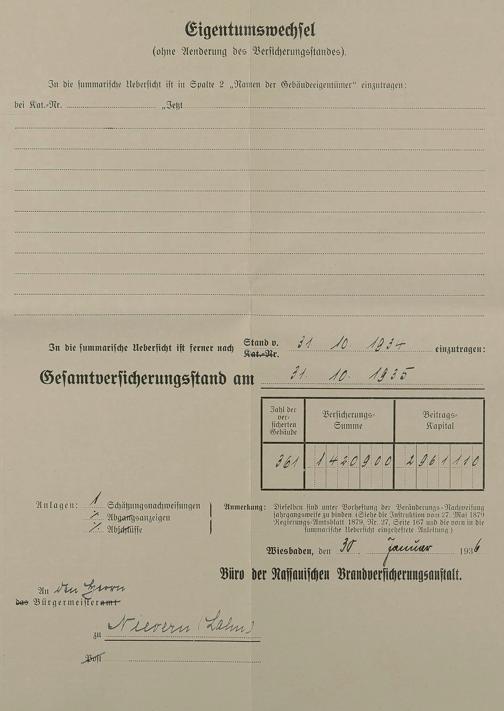 Eigentumswechsel
(ohne Aenderung des Versicherungsstandes).
In die summarische Uebersicht ist in Spalte 2 „Namen der Gebäudeeigentümer“ einzutragen:
bei Kat.-Nr. „Jetzt
In die summarische Uebersicht ist ferner nach Stand v. 31 10. 1934 einzutragen:
Kat.-Nr.
Gesamtversicherungsstand am 31. 10. 1935
Zahl der versicherten Gebäude Versicherungs-Summe Beitrags-Kapital
361 1420900 2961110
Anlagen: 1 Schätzungsnachweisungen
Abgangsanzeigen
Abschlüsse
Anmerkung: Dieselben sind unter Vorheftung der Veränderungs-Nachweisung
jahrgangsweise zu binden (Siehe die Instruktion vom 27. Mai 1879
Regierungs-Amtsblatt 1879, Nr. 27, Seite 167 und die vorn in die
summarische Uebersicht eingeheftete Anleitung.)
Wiesbaden, den 30. Januar 1936
Büro der Nassauischen Brandversicherungsanstalt.
An den Herrn
das Bürgermeisteramt
zu Nievern (Lahn)
Post